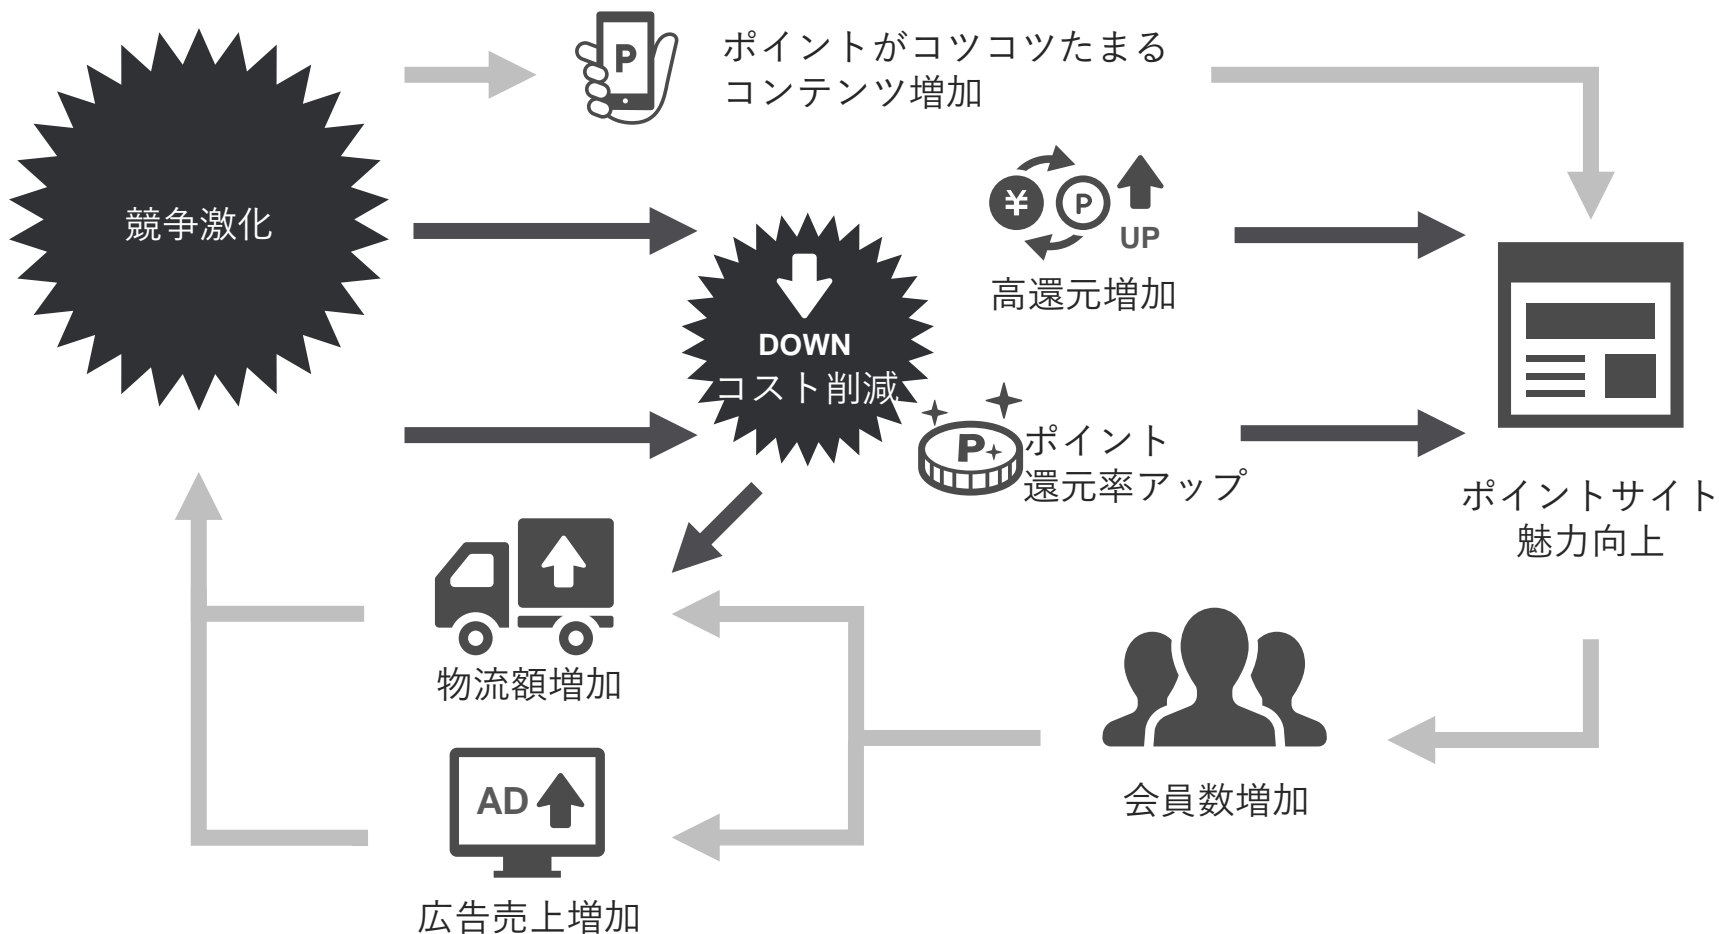 P
ポイントがコツコツたまる
コンテンツ増加
競争激化
¥
P
UP
高還元増加
DOWN
コスト削減
P
ポイント
還元率アップ
ポイントサイト
魅力向上
物流額増加
会員数増加
AD
広告売上増加